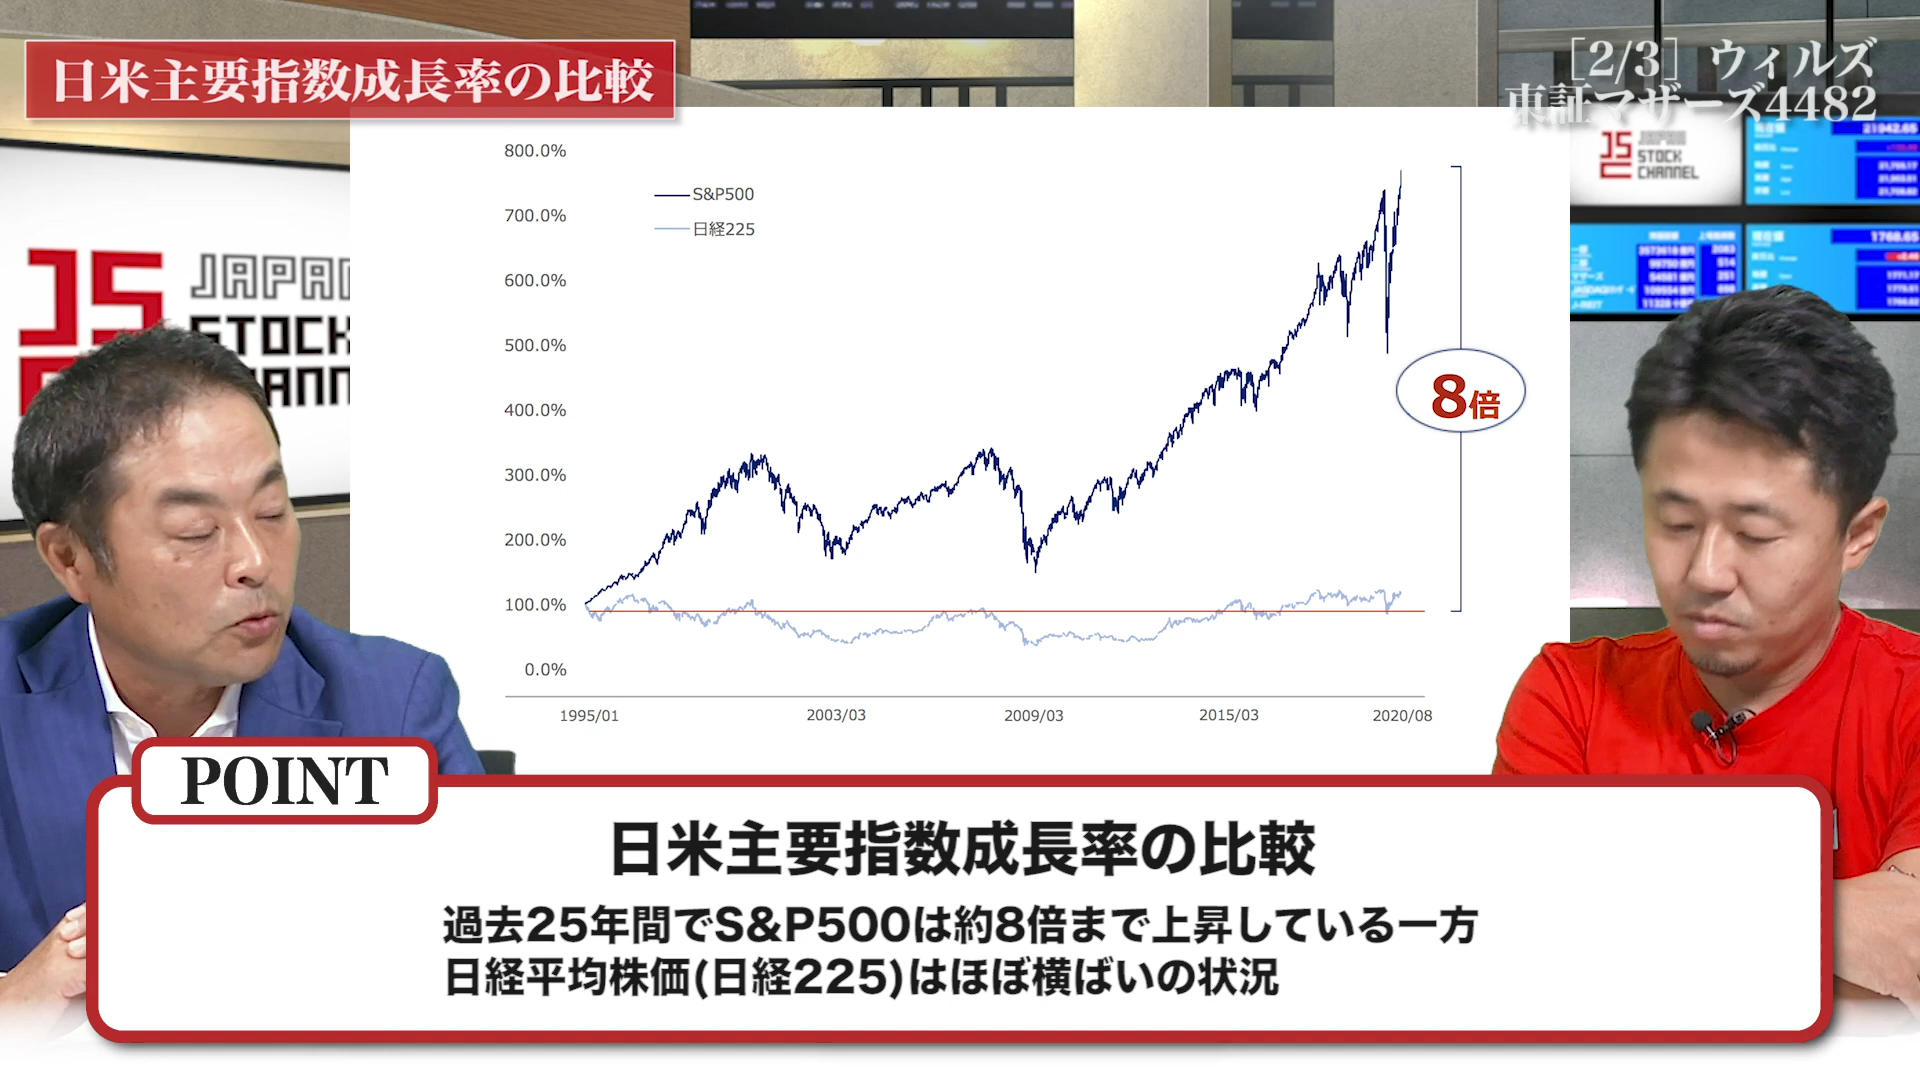 日米主要指数成長率の比較
［2/3］ウィルズ
東証マザーズ4482
JAPAN
STOCK
CHANNEL
21942.65
1768.65
JAPAN
STOCK
800.0%
700.0%
600.0%
500.0%
400.0%
300.0%
200.0%
100.0%
0.0%
S&P500
日経225
8倍
1995/01
2003/03
2009/03
2015/03
2020/08
POINT
日米主要指数成長率の比較
過去25年間でS&P500は約8倍まで上昇している一方
日経平均株価(日経225)はほぼ横ばいの状況